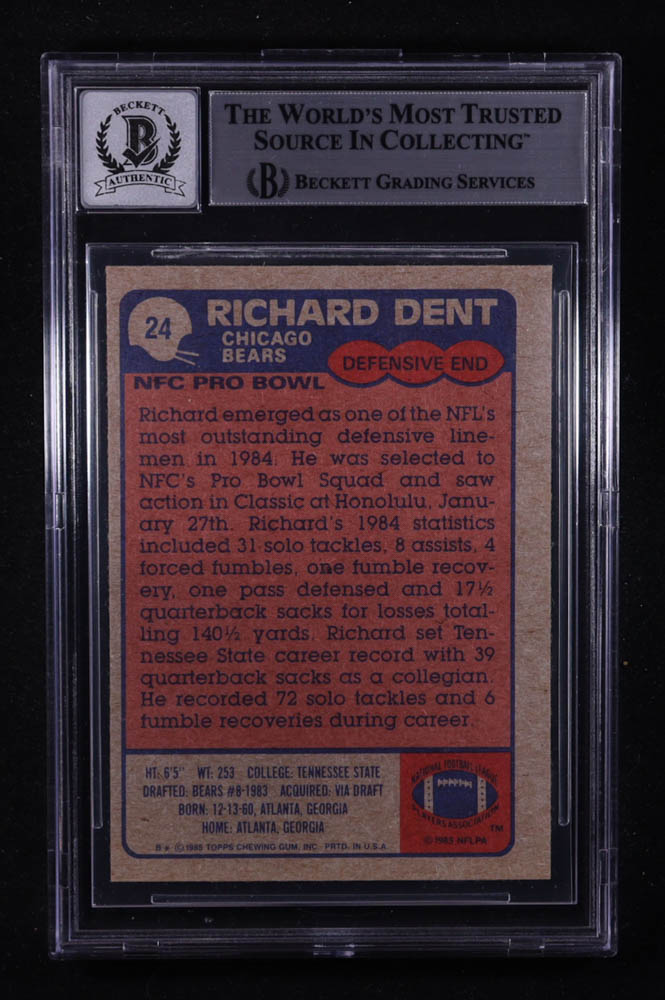 BECKETT
B
AUTHENTIC
THE WORLD'S MOST TRUSTED
SOURCE IN COLLECTING™
B BECKETT GRADING SERVICES
24
RICHARD DENT
CHICAGO
BEARS
DEFENSIVE END
NFC PRO BOWL
Richard emerged as one of the NFL's
most outstanding defensive line-
men in 1984. He was selected to
NFC's Pro Bowl Squad and saw
action in Classic at Honolulu, Janu-
ary 27th. Richard's 1984 statistics
included 31 solo tackles, 8 assists, 4
forced fumbles, one fumble recov-
ery, one pass defensed and 17½
quarterback sacks for losses total-
ling 140½ yards. Richard set Ten-
nessee State career record with 39
quarterback sacks as a collegian.
He recorded 72 solo tackles and 6
fumble recoveries during career.
HT: 6'5" WT: 253 COLLEGE: TENNESSEE STATE
DRAFTED: BEARS #8-1983 ACQUIRED: VIA DRAFT
BORN: 12-13-60, ATLANTA, GEORGIA
HOME: ATLANTA, GEORGIA
B* © 1985 TOPPS CHEWING GUM, INC. PRTD. IN U.S.A.
NATIONAL FOOTBALL LEAGUE
PLAYERS ASSOCIATION
™
© 1985 NFLPA